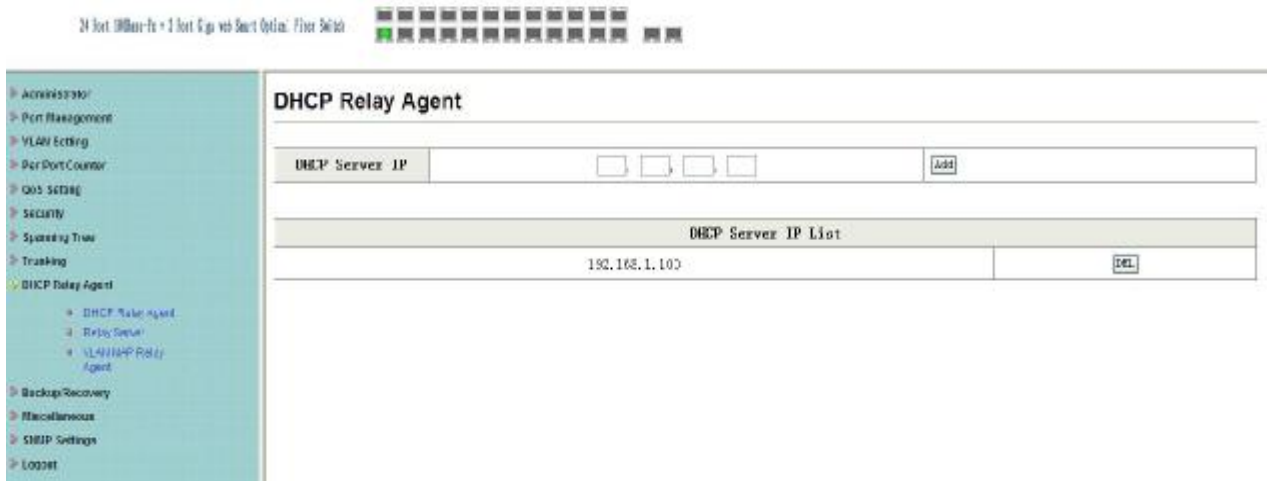 24 Port 100Base-Fx + 2 Port Giga web Smart Optical Fiber Switch
Administrator
Port Management
VLAN Setting
Per Port Counter
QoS Setting
Security
Spanning Tree
Trunking
DHCP Relay Agent
DHCP Relay Agent
Relay Server
VLAN MAP Relay
Agent
Backup/Recovery
Miscellaneous
SNMP Settings
Logout
DHCP Relay Agent
DHCP Server IP
Add
DHCP Server IP List
192.168.1.100
DEL